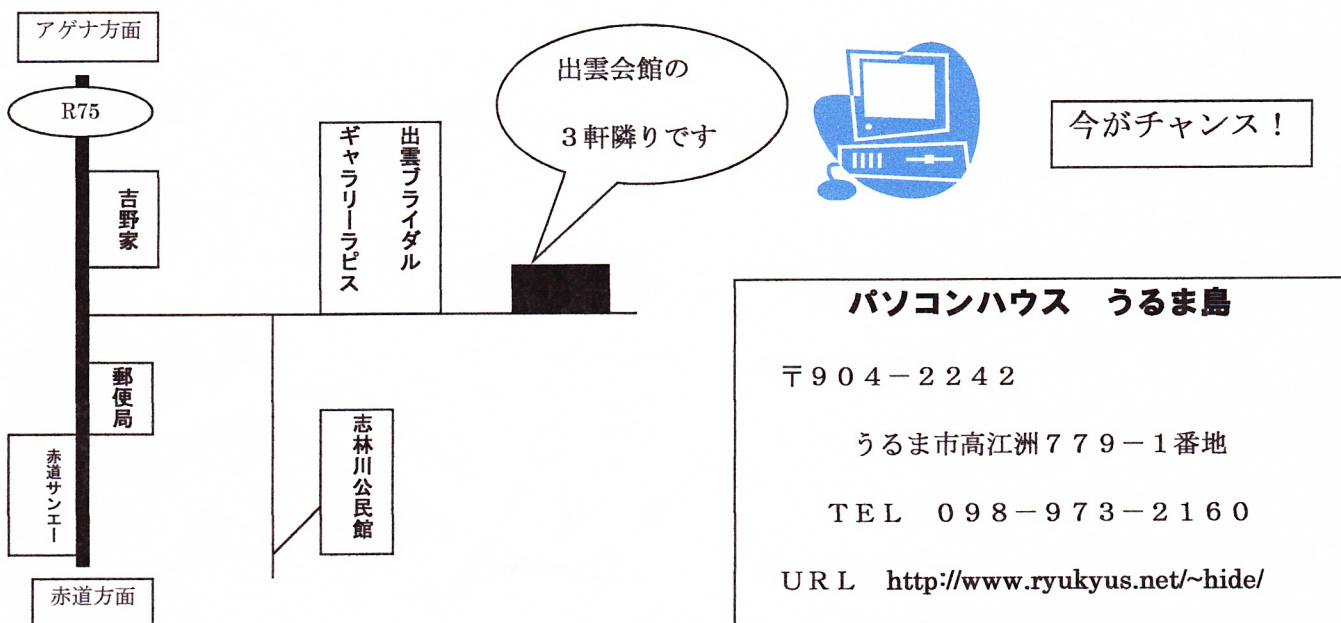 アゲナ方面
R75
吉野家
出雲ブライダル
ギャラリーラピス
出雲会館の
３軒隣りです
今がチャンス！
郵便局
赤道サンエー
志林川公民館
赤道方面
パソコンハウス　うるま島
〒９０４－２２４２
うるま市高江洲７７９－１番地
ＴＥＬ　０９８－９７３－２１６０
ＵＲＬ　http://www.ryukyus.net/~hide/